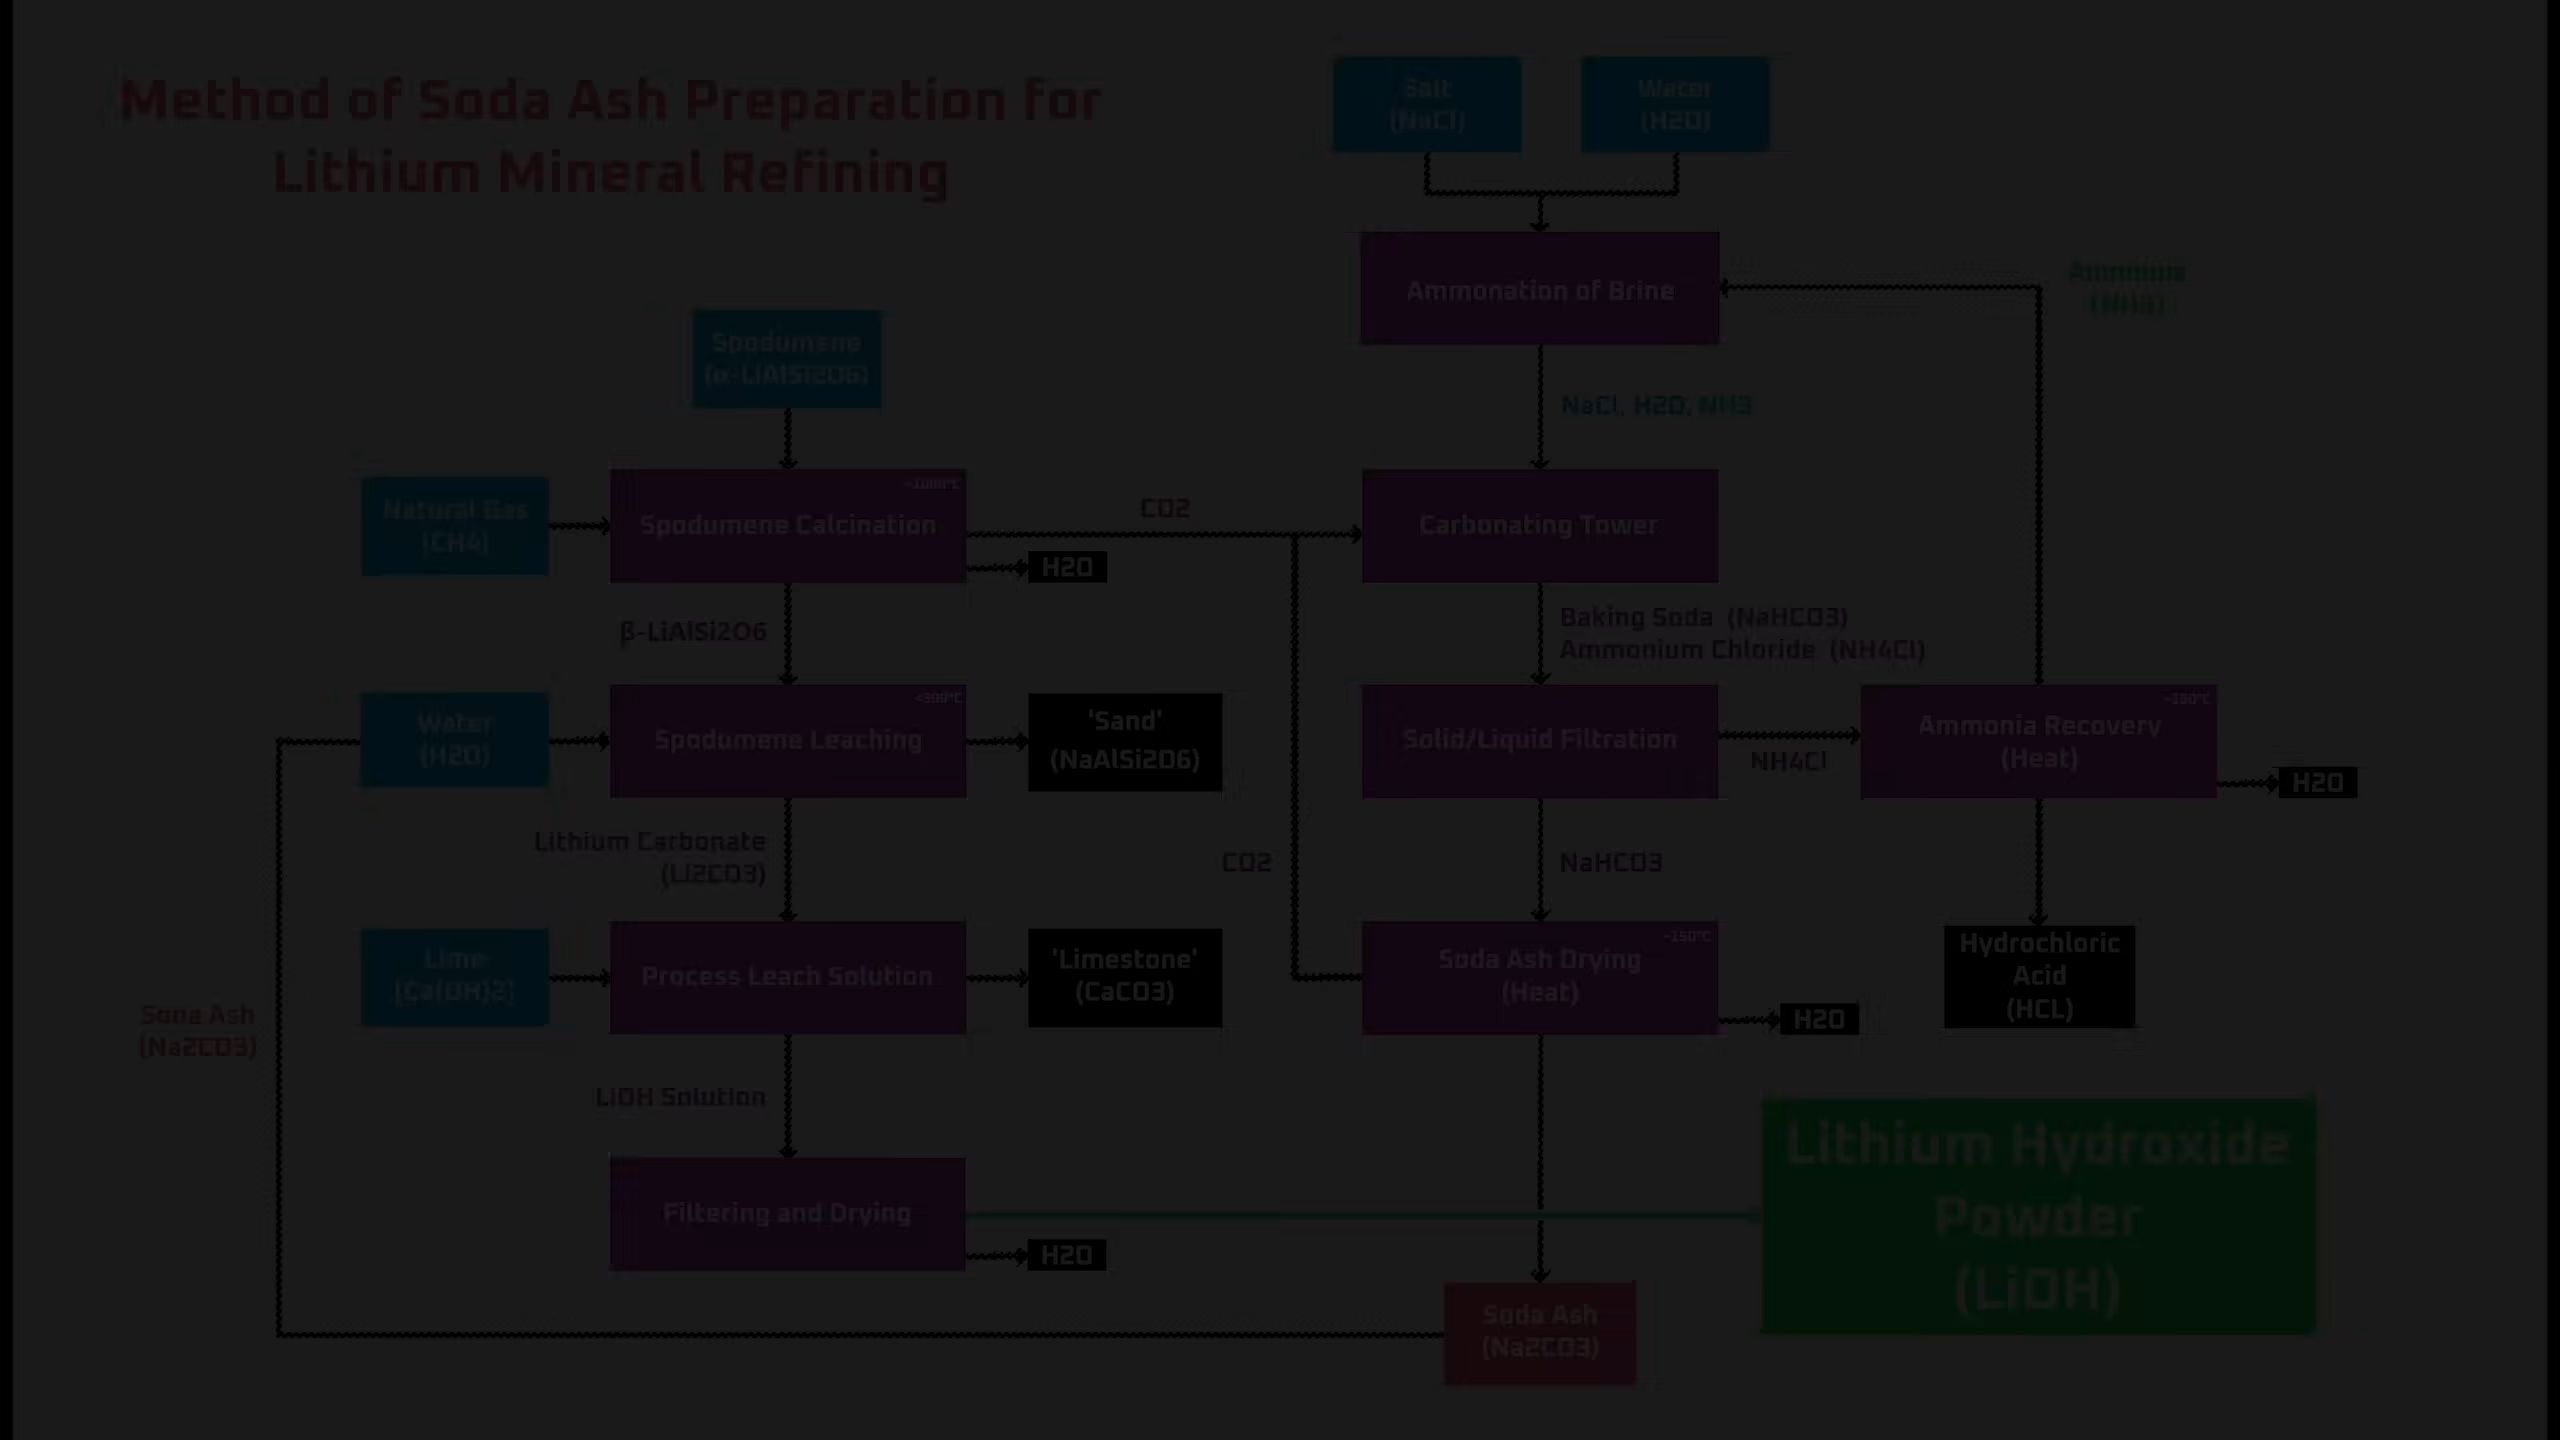 Method of Soda Ash Preparation for
Lithium Mineral Refining
Salt
(NaCl)
Water
(H2O)
Ammonation of Brine
Ammonia
(NH3)
Spodumene
(α-LiAlSi2O6)
NaCl, H2O, NH3
Natural Gas
(CH4)
~1000°C
Spodumene Calcination
CO2
H2O
Carbonating Tower
β-LiAlSi2O6
Baking Soda (NaHCO3)
Ammonium Chloride (NH4Cl)
Water
(H2O)
<300°C
Spodumene Leaching
'Sand'
(NaAlSi2O6)
Solid/Liquid Filtration
NH4Cl
Ammonia Recovery
(Heat)
H2O
Lithium Carbonate
(Li2CO3)
CO2
NaHCO3
Lime
(Ca(OH)2)
Process Leach Solution
'Limestone'
(CaCO3)
~150°C
Soda Ash Drying
(Heat)
H2O
Hydrochloric
Acid
(HCL)
Soda Ash
(Na2CO3)
LiOH Solution
Filtering and Drying
H2O
Lithium Hydroxide
Powder
(LiOH)
Soda Ash
(Na2CO3)